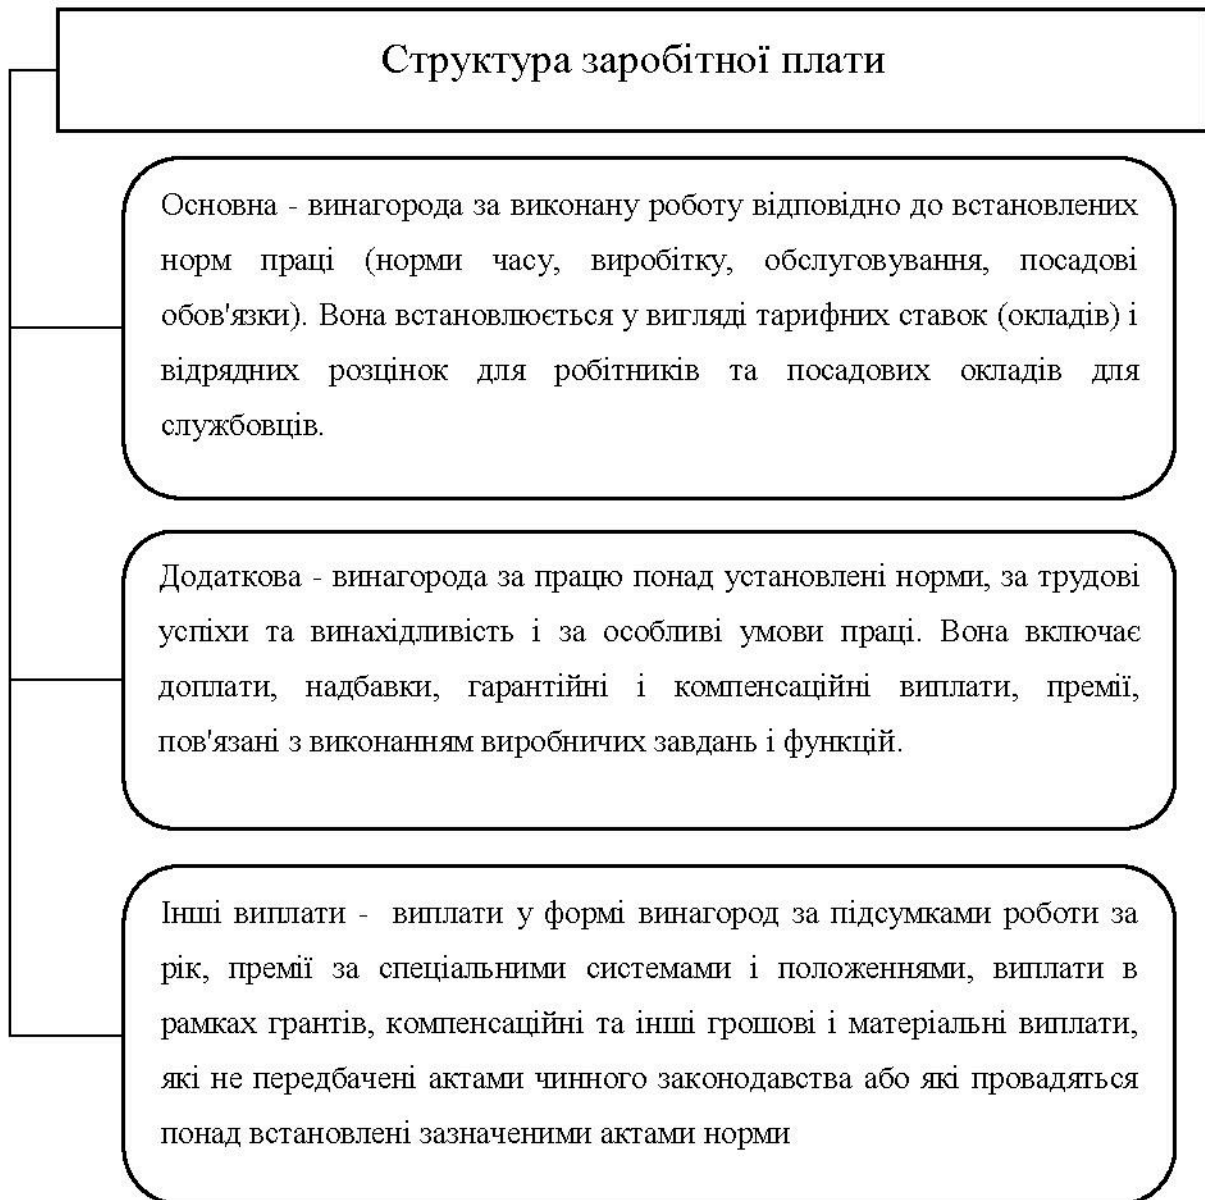 Структура заробітної плати
Основна - винагорода за виконану роботу відповідно до встановлених
норм праці (норми часу, виробітку, обслуговування, посадові
обов'язки). Вона встановлюється у вигляді тарифних ставок (окладів) і
відрядних розцінок для робітників та посадових окладів для
службовців.
Додаткова - винагорода за працю понад установлені норми, за трудові
успіхи та винахідливість і за особливі умови праці. Вона включає
доплати, надбавки, гарантійні і компенсаційні виплати, премії,
пов'язані з виконанням виробничих завдань і функцій.
Інші виплати - виплати у формі винагород за підсумками роботи за
рік, премії за спеціальними системами і положеннями, виплати в
рамках грантів, компенсаційні та інші грошові і матеріальні виплати,
які не передбачені актами чинного законодавства або які провадяться
понад встановлені зазначеними актами норми